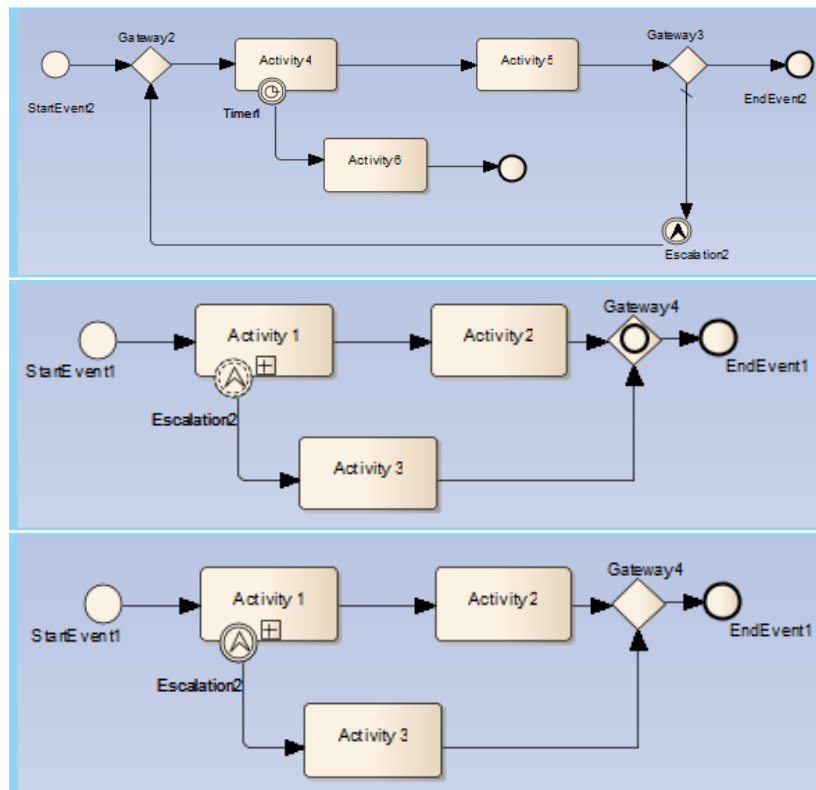 Gateway2
Activity4
Activity5
Gateway3
StartEvent2
Timer1
EndEvent2
Activity6
Escalation2
Gateway4
Activity 1
Activity2
StartEvent1
EndEvent1
Escalation2
Activity 3
Gateway4
Activity 1
Activity2
StartEvent1
EndEvent1
Escalation2
Activity 3